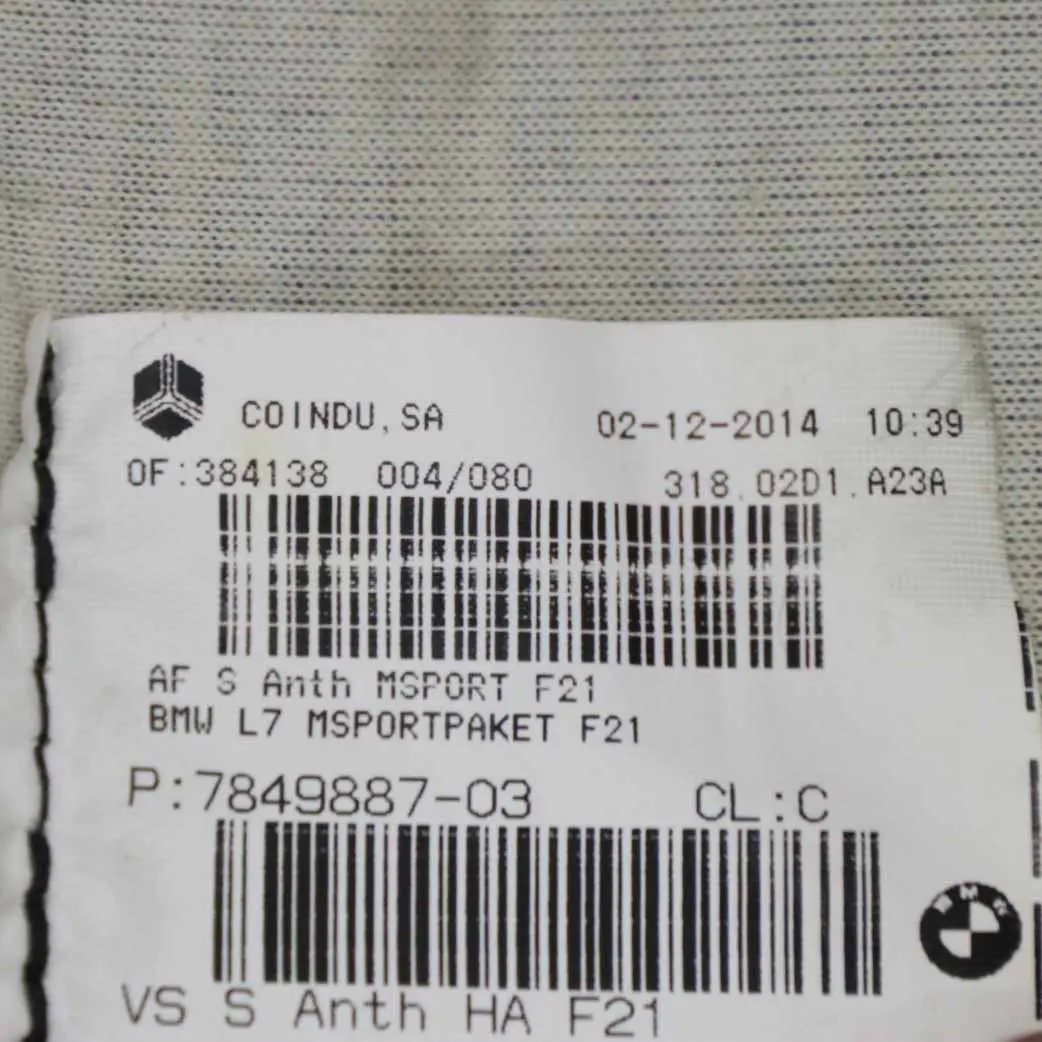 COINDU,SA 02-12-2014 10:39
OF:384138 004/080 318.02D1.A23A
AF S Anth MSPORT F21
BMW L7 MSPORTPAKET F21
P:7849887-03 CL:C
BMW
VS S Anth HA F21